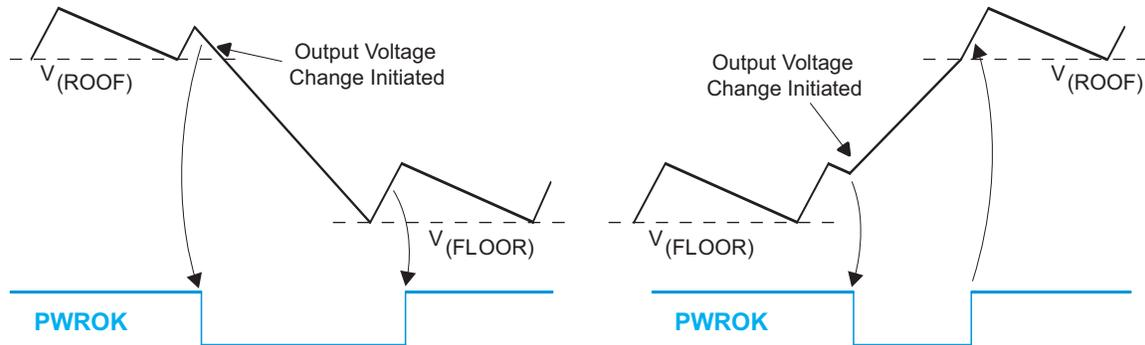 Output Voltage
Change Initiated
V(ROOF)
V(FLOOR)
PWROK
Output Voltage
Change Initiated
V(ROOF)
V(FLOOR)
PWROK